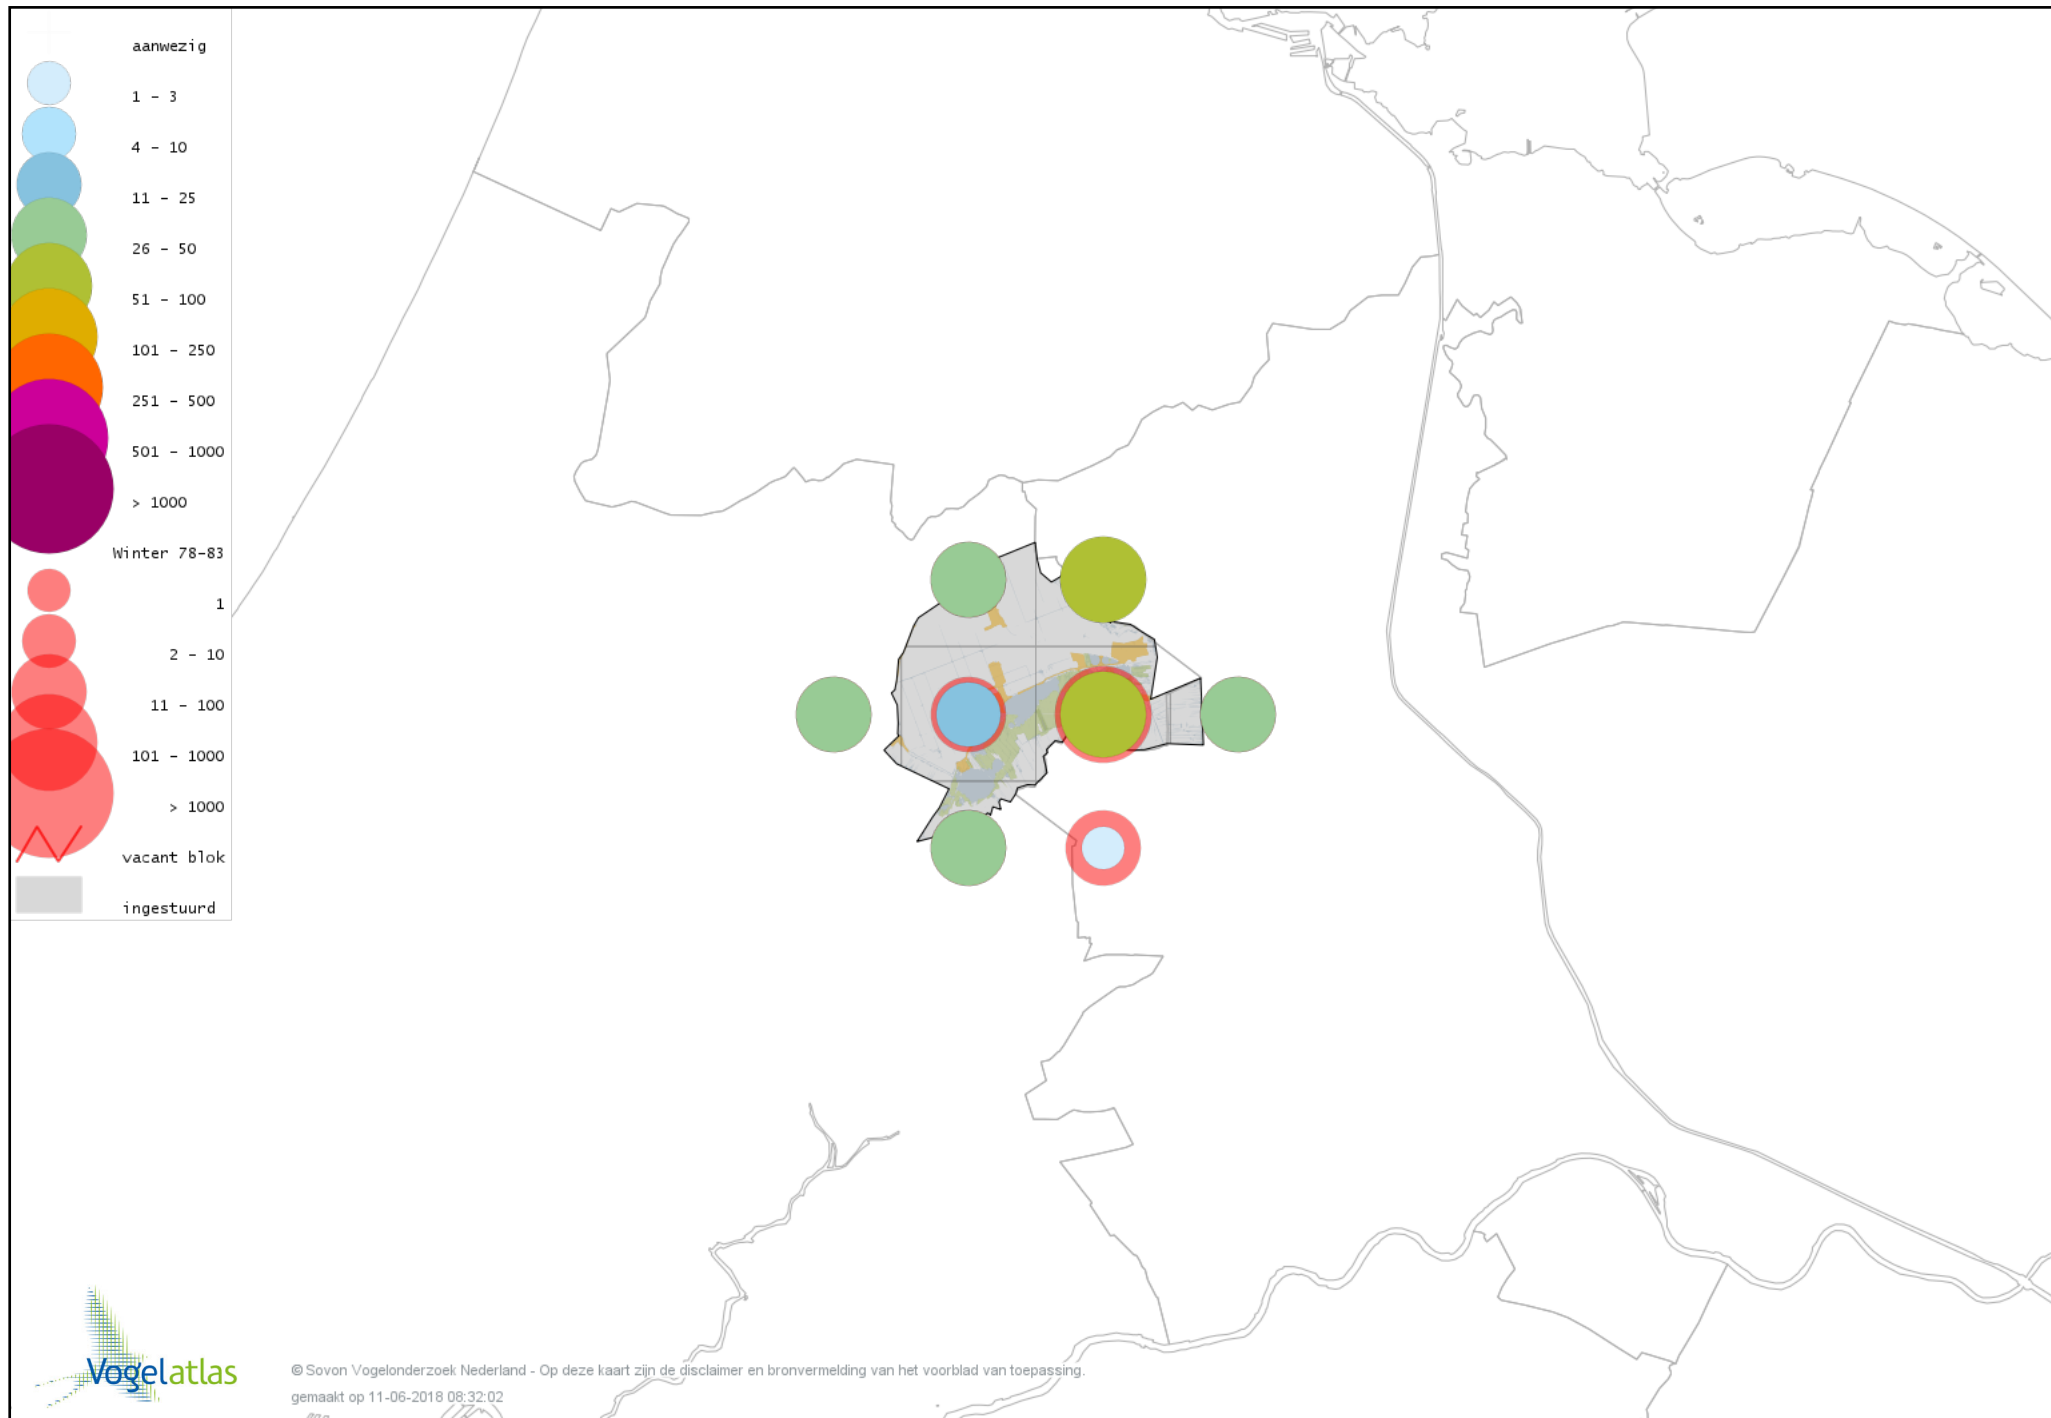 aanwezig
1 - 3
4 - 10
11 - 25
26 - 50
51 - 100
101 - 250
251 - 500
501 - 1000
> 1000
Winter 78-83
1
2 - 10
11 - 100
101 - 1000
> 1000
vacant blok
ingestuurd
Vogelatlas
© Sovon Vogelonderzoek Nederland - Op deze kaart zijn de disclaimer en bronvermelding van het voorblad van toepassing.
gemaakt op 11-06-2018 08:32:02